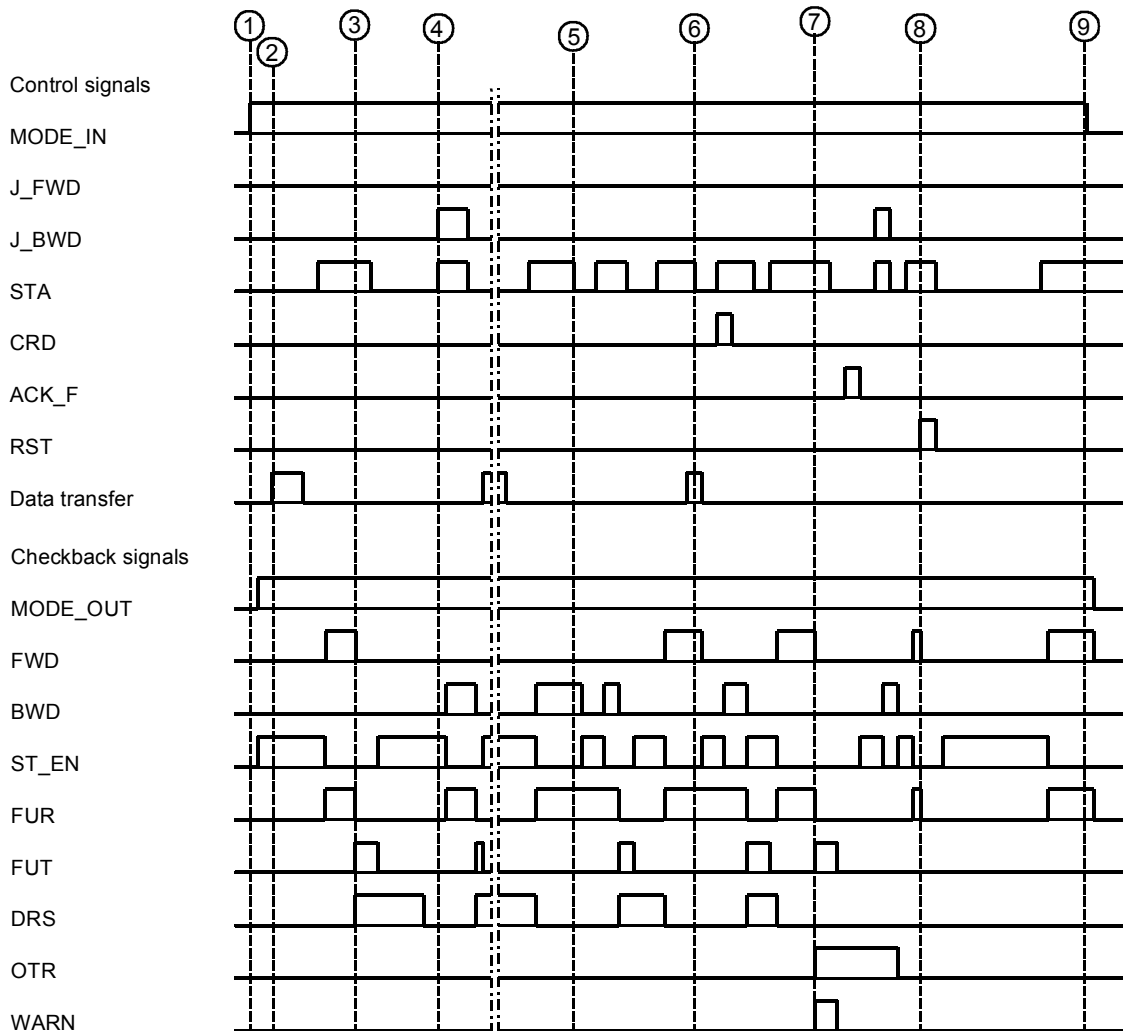 ① ③ ④ ⑤ ⑥ ⑦ ⑧ ⑨
②
Control signals
MODE_IN
J_FWD
J_BWD
STA
CRD
ACK_F
RST
Data transfer
Checkback signals
MODE_OUT
FWD
BWD
ST_EN
FUR
FUT
DRS
OTR
WARN